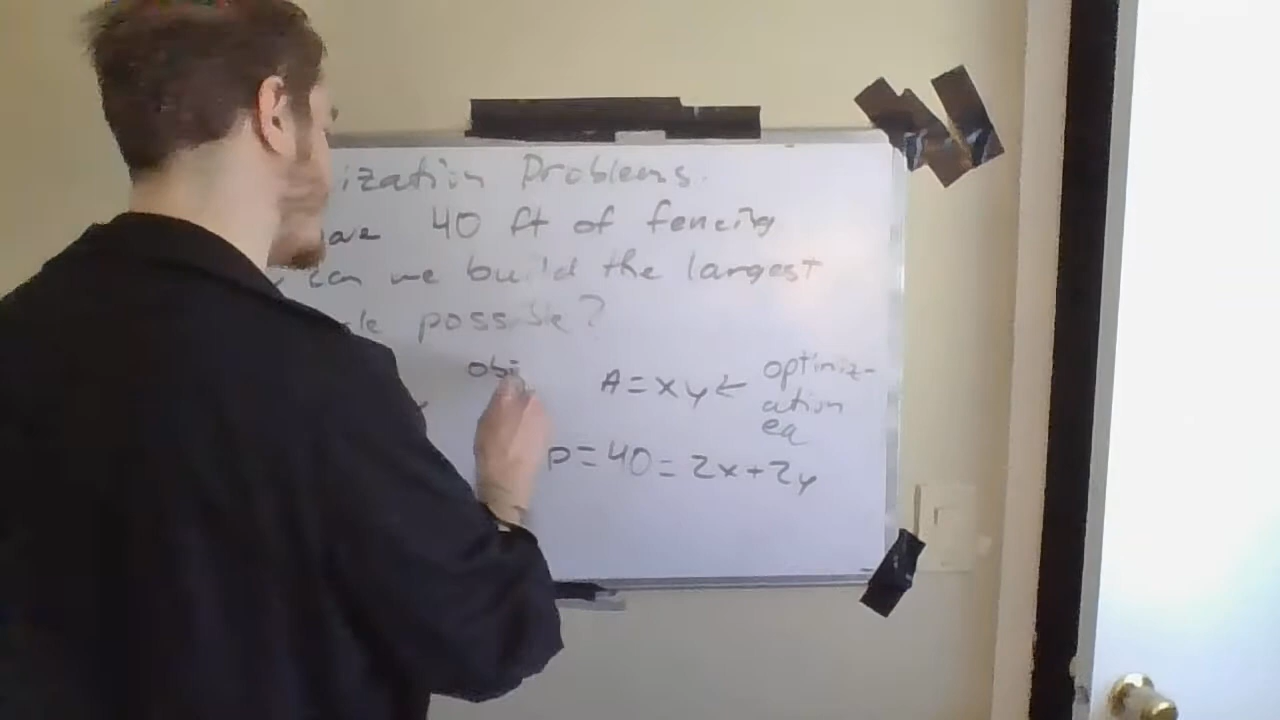 ization Problems.
ave 40 ft of fencing
can we build the largest
le possible?
obj
A = xy ← optimiz-
ation
eq
P = 40 = 2x + 2y